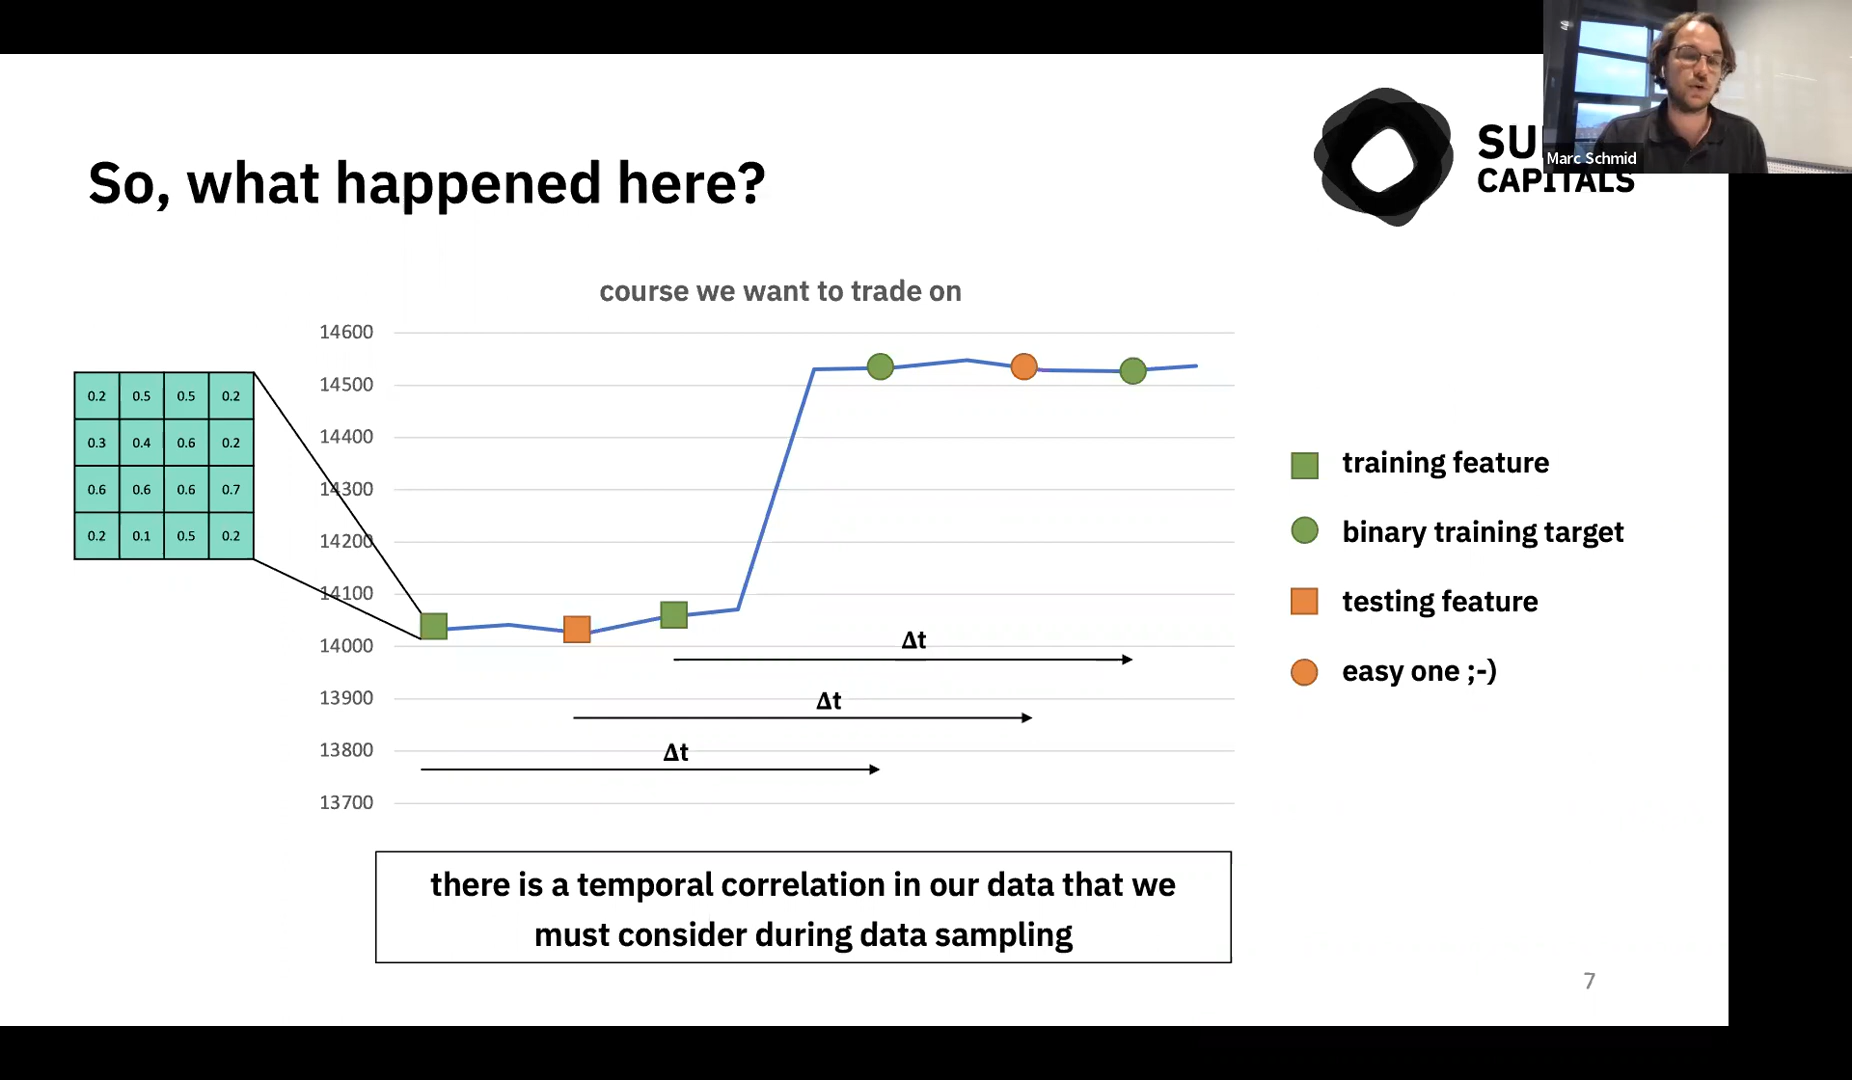 SU
CAPITALS
Marc Schmid
So, what happened here?
course we want to trade on
14600
14500
14400
14300
14200
14100
14000
13900
13800
13700
0.2 0.5 0.5 0.2
0.3 0.4 0.6 0.2
0.6 0.6 0.6 0.7
0.2 0.1 0.5 0.2
Δt
Δt
Δt
training feature
binary training target
testing feature
easy one ;-)
there is a temporal correlation in our data that we
must consider during data sampling
7